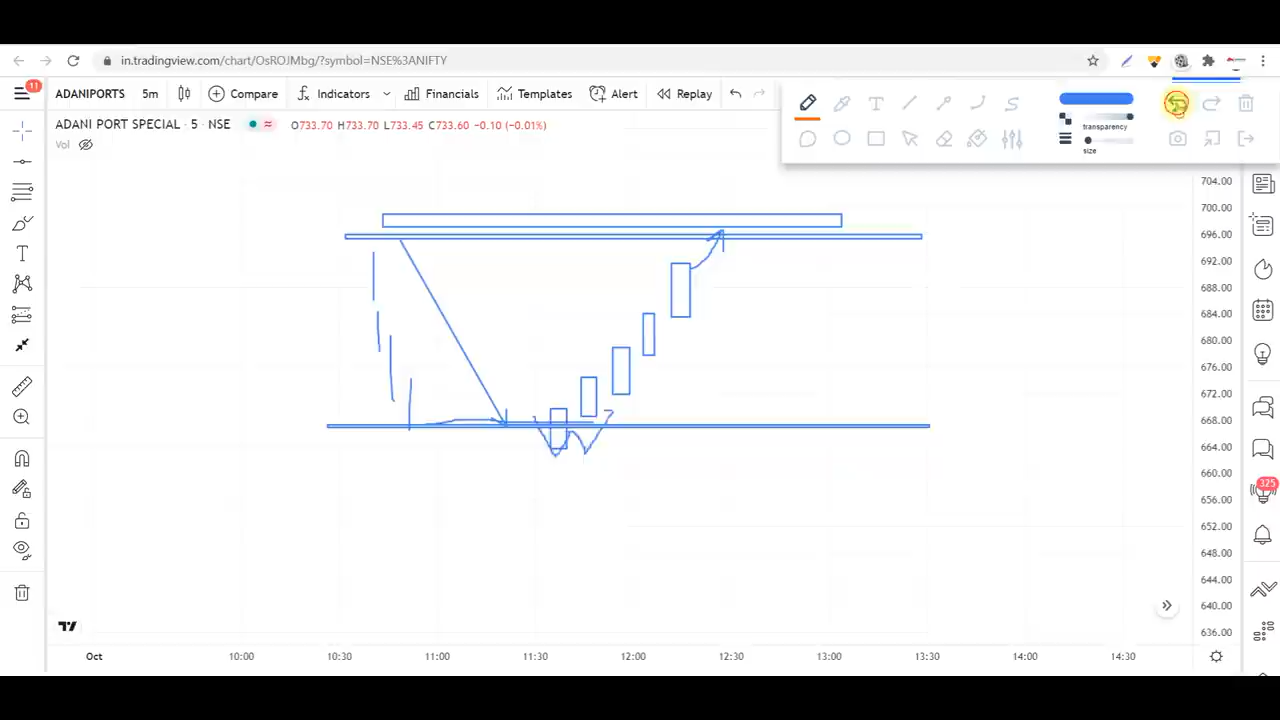 in.tradingview.com/chart/OsROJMbg/?symbol=NSE%3ANIFTY
11
ADANIPORTS 5m Compare Indicators Financials Templates Alert Replay
ADANI PORT SPECIAL · 5 · NSE O733.70 H733.70 L733.45 C733.60 -0.10 (-0.01%)
Vol
T
transparency
size
704.00
700.00
696.00
692.00
688.00
684.00
680.00
676.00
672.00
668.00
664.00
660.00
656.00
652.00
648.00
644.00
640.00
636.00
325
Oct 10:00 10:30 11:00 11:30 12:00 12:30 13:00 13:30 14:00 14:30